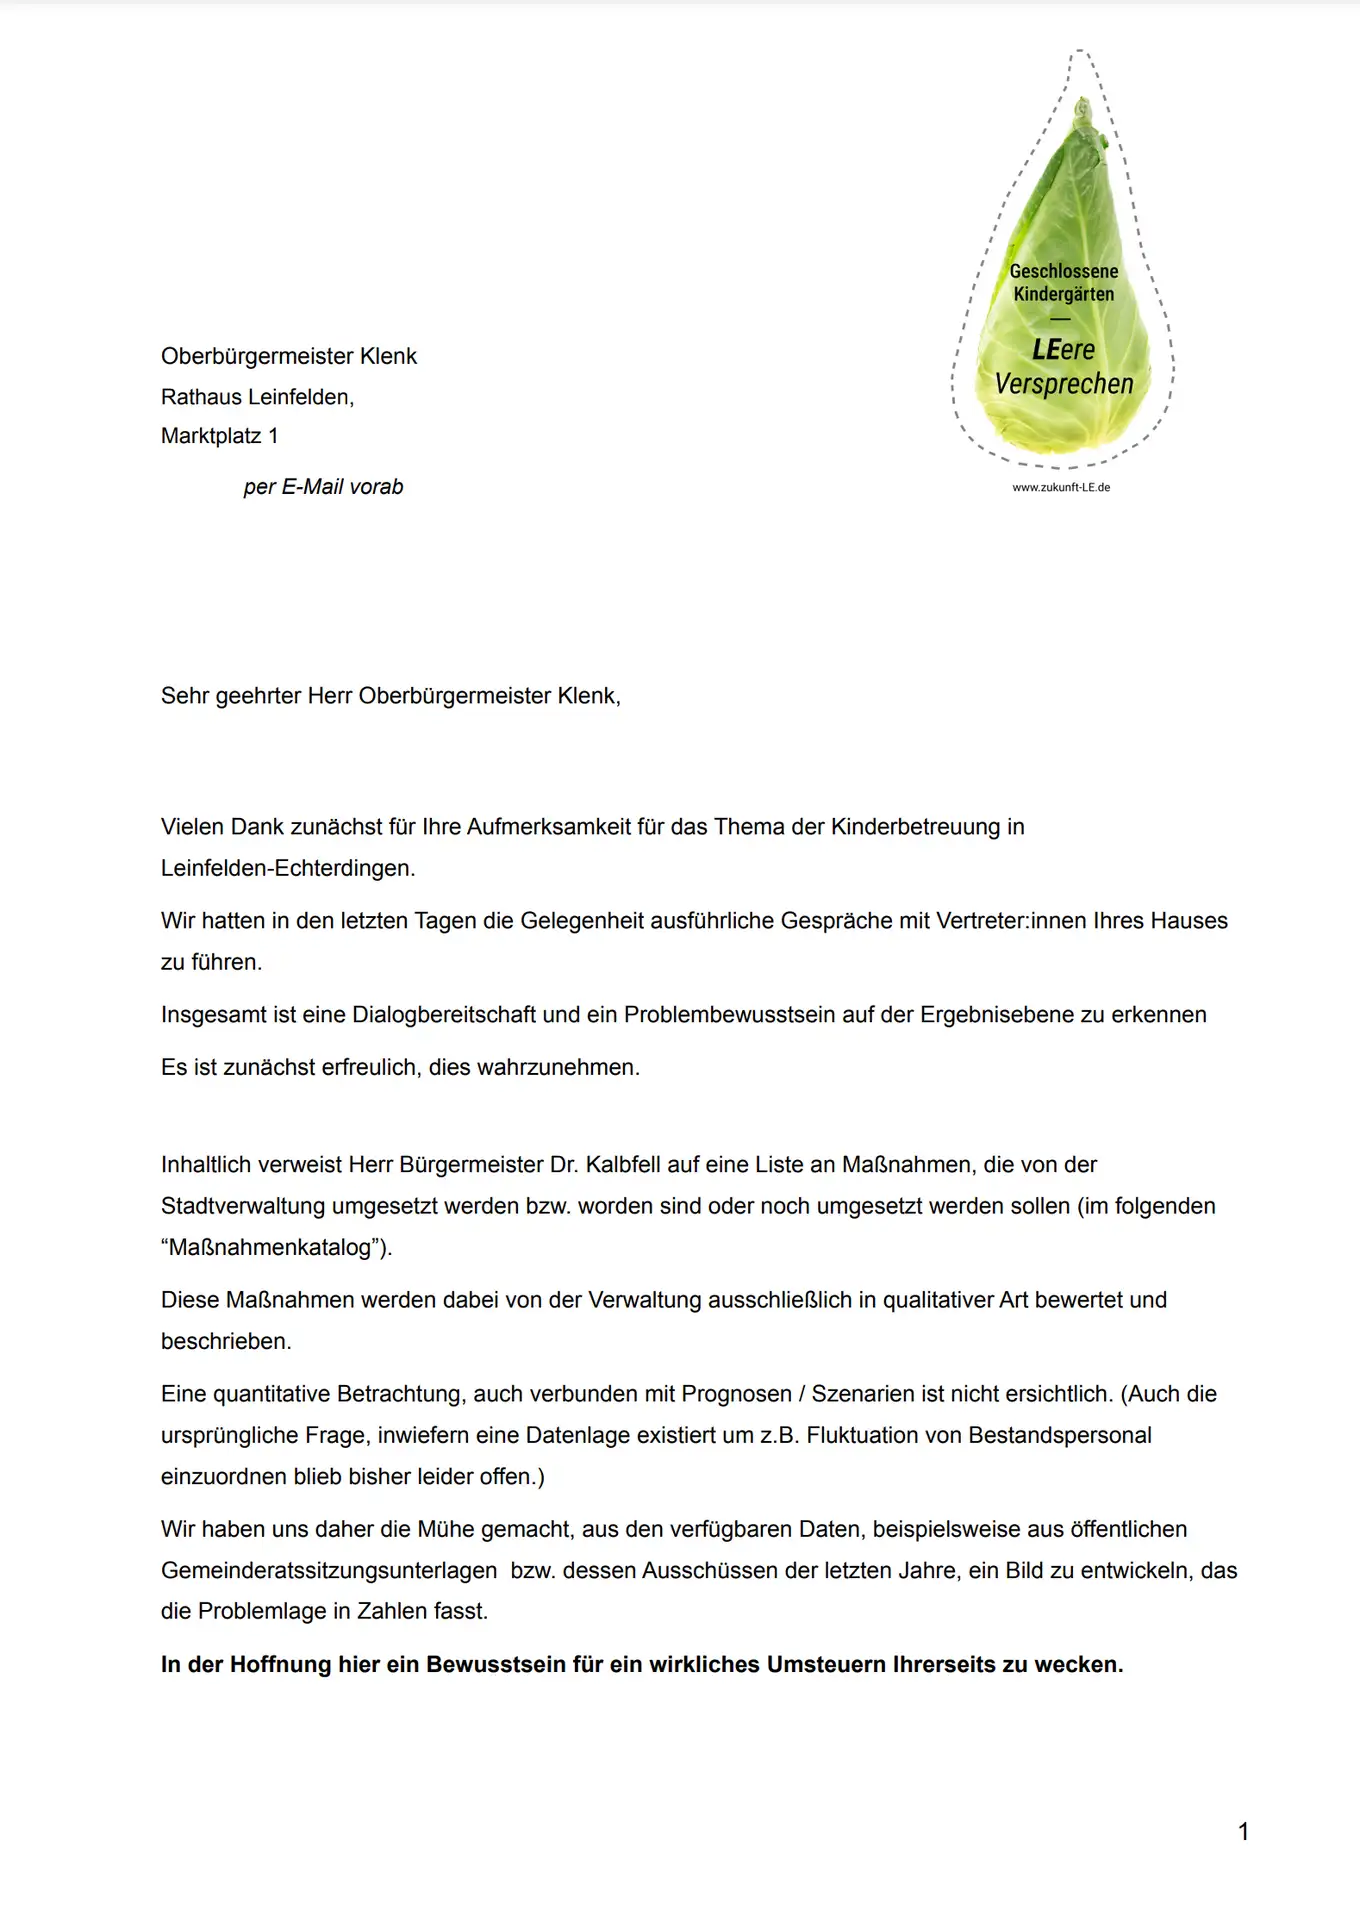 Geschlossene
Kindergärten
—
LEere
Versprechen
www.zukunft-LE.de
Oberbürgermeister Klenk
Rathaus Leinfelden,
Marktplatz 1
per E-Mail vorab
Sehr geehrter Herr Oberbürgermeister Klenk,
Vielen Dank zunächst für Ihre Aufmerksamkeit für das Thema der Kinderbetreuung in
Leinfelden-Echterdingen.
Wir hatten in den letzten Tagen die Gelegenheit ausführliche Gespräche mit Vertreter:innen Ihres Hauses
zu führen.
Insgesamt ist eine Dialogbereitschaft und ein Problembewusstsein auf der Ergebnisebene zu erkennen
Es ist zunächst erfreulich, dies wahrzunehmen.
Inhaltlich verweist Herr Bürgermeister Dr. Kalbfell auf eine Liste an Maßnahmen, die von der
Stadtverwaltung umgesetzt werden bzw. worden sind oder noch umgesetzt werden sollen (im folgenden
“Maßnahmenkatalog”).
Diese Maßnahmen werden dabei von der Verwaltung ausschließlich in qualitativer Art bewertet und
beschrieben.
Eine quantitative Betrachtung, auch verbunden mit Prognosen / Szenarien ist nicht ersichtlich. (Auch die
ursprüngliche Frage, inwiefern eine Datenlage existiert um z.B. Fluktuation von Bestandspersonal
einzuordnen blieb bisher leider offen.)
Wir haben uns daher die Mühe gemacht, aus den verfügbaren Daten, beispielsweise aus öffentlichen
Gemeinderatssitzungsunterlagen  bzw. dessen Ausschüssen der letzten Jahre, ein Bild zu entwickeln, das
die Problemlage in Zahlen fasst.
In der Hoffnung hier ein Bewusstsein für ein wirkliches Umsteuern Ihrerseits zu wecken.
1